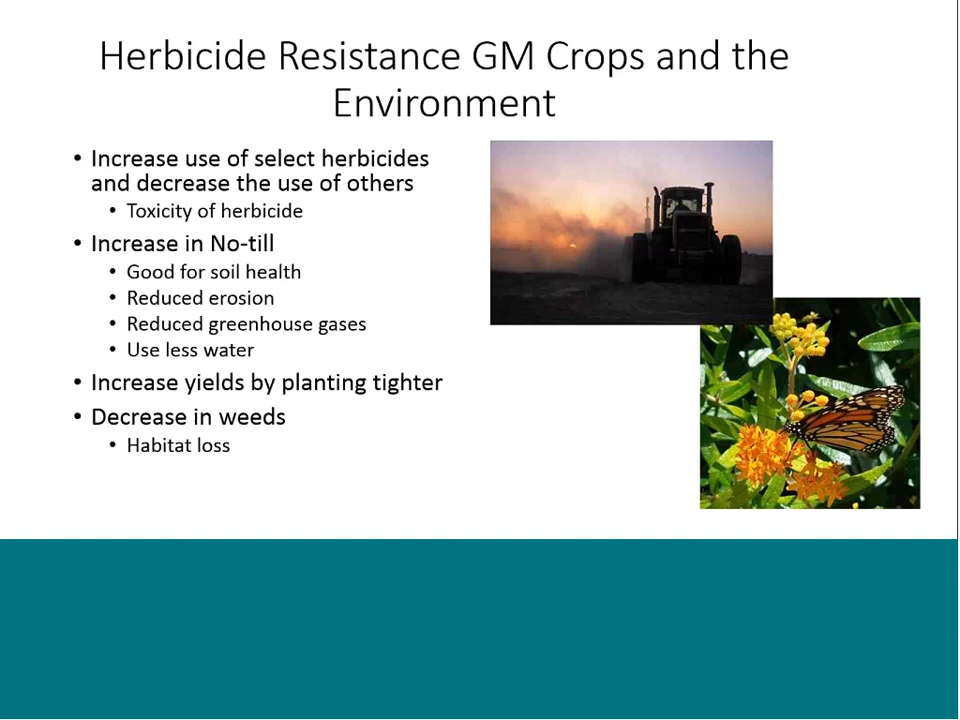 Herbicide Resistance GM Crops and the
Environment
• Increase use of select herbicides
and decrease the use of others
• Toxicity of herbicide
• Increase in No-till
• Good for soil health
• Reduced erosion
• Reduced greenhouse gases
• Use less water
• Increase yields by planting tighter
• Decrease in weeds
• Habitat loss